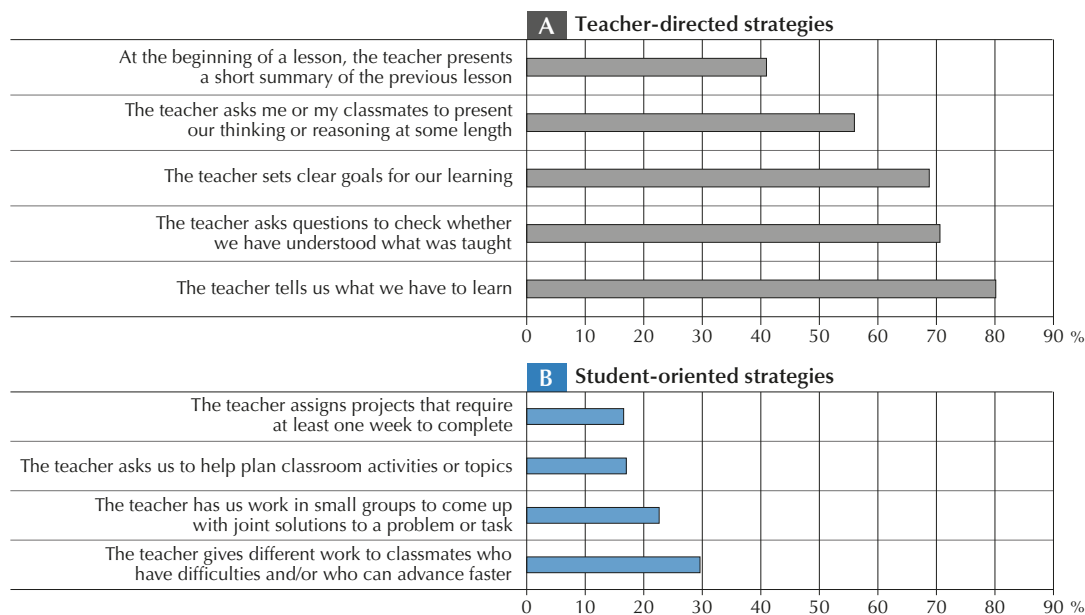 A Teacher-directed strategies
At the beginning of a lesson, the teacher presents
a short summary of the previous lesson
The teacher asks me or my classmates to present
our thinking or reasoning at some length
The teacher sets clear goals for our learning
The teacher asks questions to check whether
we have understood what was taught
The teacher tells us what we have to learn
0 10 20 30 40 50 60 70 80 90 %
B Student-oriented strategies
The teacher assigns projects that require
at least one week to complete
The teacher asks us to help plan classroom activities or topics
The teacher has us work in small groups to come up
with joint solutions to a problem or task
The teacher gives different work to classmates who
have difficulties and/or who can advance faster
0 10 20 30 40 50 60 70 80 90 %